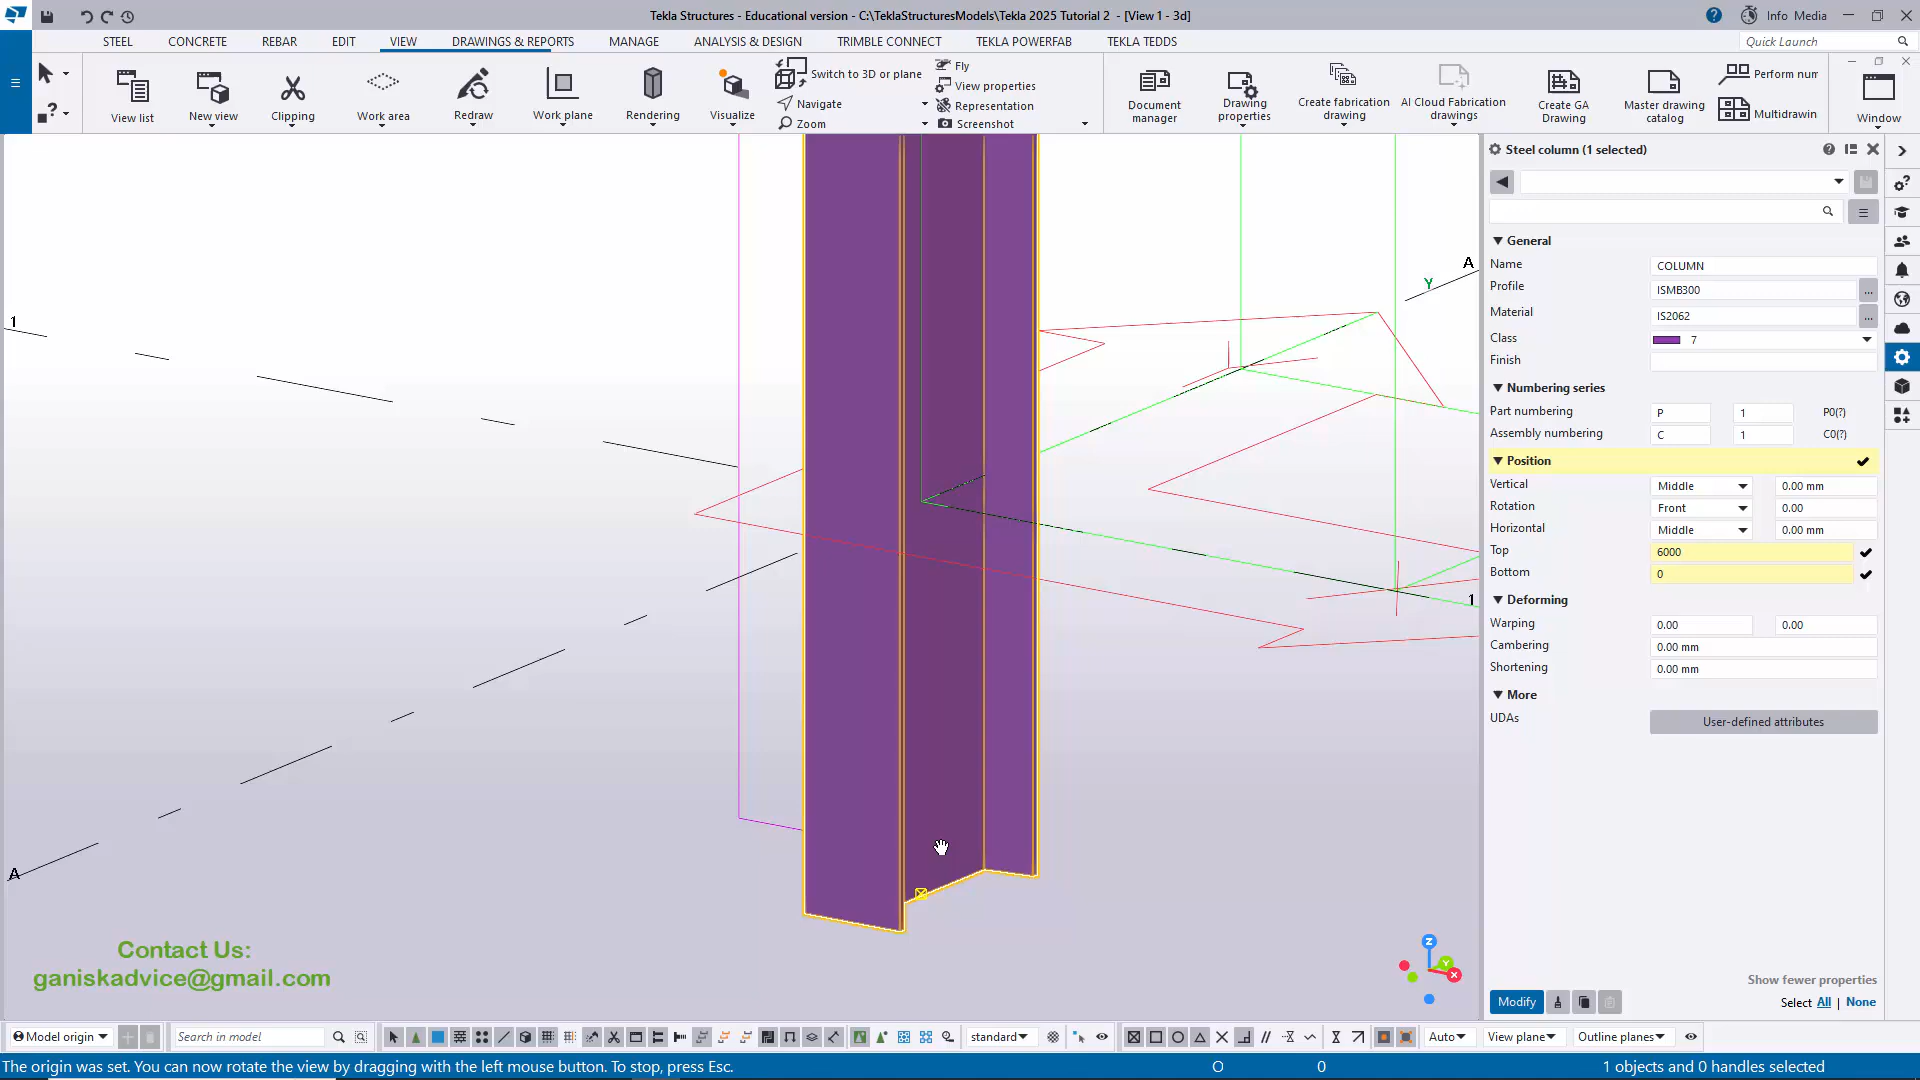 Tekla Structures - Educational version - C:\TeklaStructuresModels\Tekla 2025 Tutorial 2 - [View 1 - 3d]
Info Media
STEEL CONCRETE REBAR EDIT VIEW DRAWINGS & REPORTS MANAGE ANALYSIS & DESIGN TRIMBLE CONNECT TEKLA POWERFAB TEKLA TEDDS
Quick Launch
View list
New view
Clipping
Work area
Redraw
Work plane
Rendering
Visualize
Switch to 3D or plane
Navigate
Zoom
Fly
View properties
Representation
Screenshot
Document manager
Drawing properties
Create fabrication drawing
AI Cloud Fabrication drawings
Create GA Drawing
Master drawing catalog
Perform num
Multidrawin
Window
Steel column (1 selected)
General
Name COLUMN
Profile ISMB300 ...
Material IS2062 ...
Class 7
Finish
Numbering series
Part numbering P 1 P0(?)
Assembly numbering C 1 C0(?)
Position
Vertical Middle 0.00 mm
Rotation Front 0.00
Horizontal Middle 0.00 mm
Top 6000
Bottom 0
Deforming
Warping 0.00 0.00
Cambering 0.00 mm
Shortening 0.00 mm
More
UDAs User-defined attributes
Show fewer properties
Modify
Select All | None
1
A
Y
1
A
Z
Y
X
Contact Us:
ganiskadvice@gmail.com
Model origin
Search in model
standard
Auto
View plane
Outline planes
The origin was set. You can now rotate the view by dragging with the left mouse button. To stop, press Esc.
O
0
1 objects and 0 handles selected